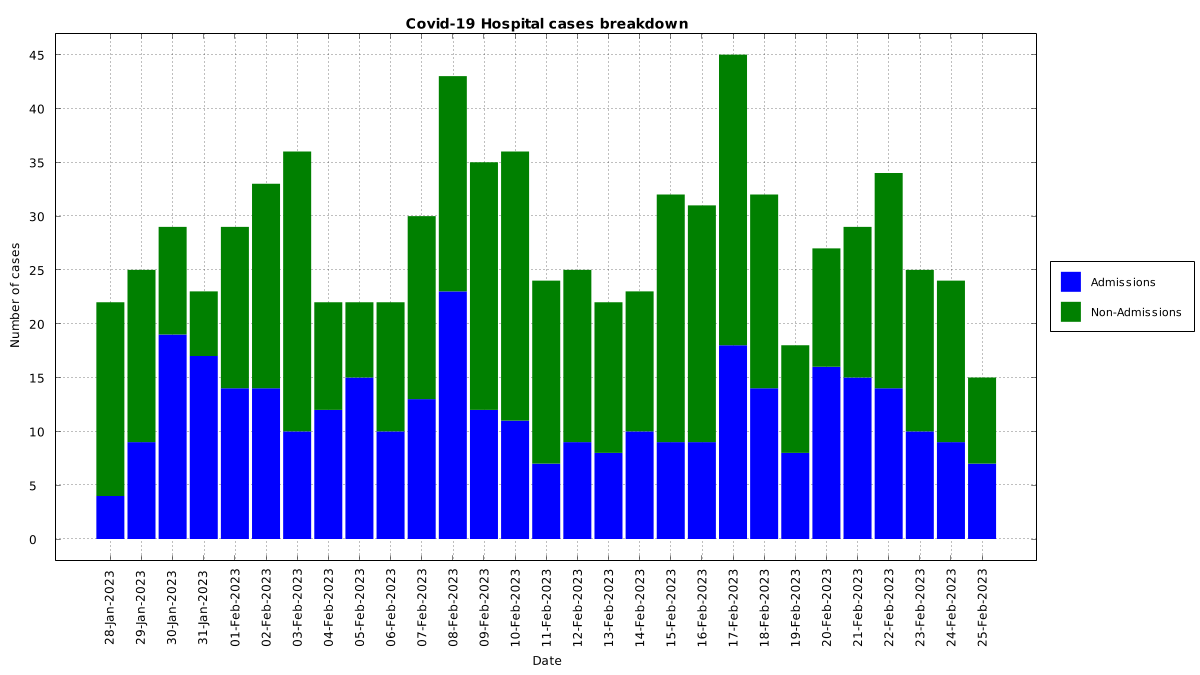 Covid-19 Hospital cases breakdown
45
40
35
30
25
20
15
10
5
0
Number of cases
28-Jan-2023
29-Jan-2023
30-Jan-2023
31-Jan-2023
01-Feb-2023
02-Feb-2023
03-Feb-2023
04-Feb-2023
05-Feb-2023
06-Feb-2023
07-Feb-2023
08-Feb-2023
09-Feb-2023
10-Feb-2023
11-Feb-2023
12-Feb-2023
13-Feb-2023
14-Feb-2023
15-Feb-2023
16-Feb-2023
17-Feb-2023
18-Feb-2023
19-Feb-2023
20-Feb-2023
21-Feb-2023
22-Feb-2023
23-Feb-2023
24-Feb-2023
25-Feb-2023
Date
Admissions
Non-Admissions